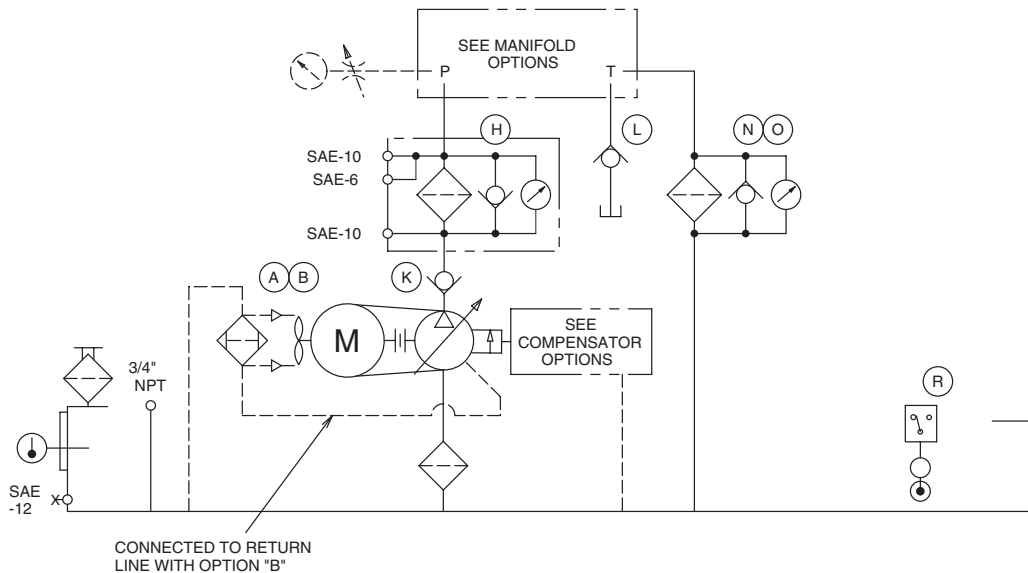 SEE MANIFOLD
OPTIONS
P
T
H
L
N
O
SAE-10
SAE-6
SAE-10
A
B
K
M
SEE
COMPENSATOR
OPTIONS
3/4"
NPT
R
SAE
-12
X
CONNECTED TO RETURN
LINE WITH OPTION "B"